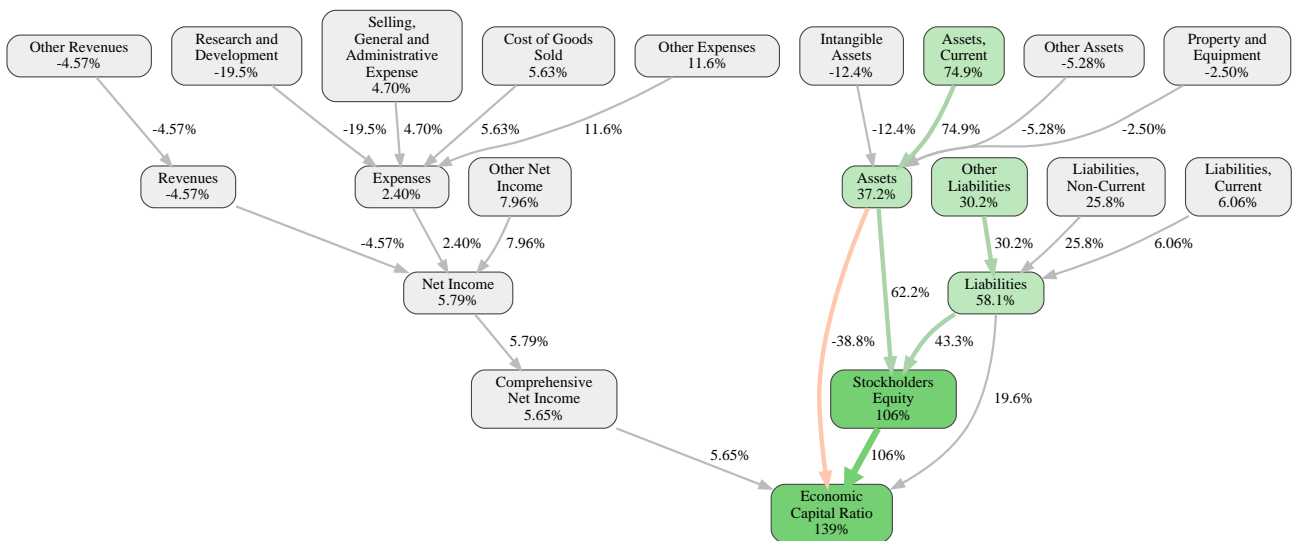 Other Revenues
-4.57%
Research and
Development
-19.5%
Selling,
General and
Administrative
Expense
4.70%
Cost of Goods
Sold
5.63%
Other Expenses
11.6%
Intangible
Assets
-12.4%
Assets,
Current
74.9%
Other Assets
-5.28%
Property and
Equipment
-2.50%
-4.57%
-19.5%
4.70%
5.63%
11.6%
-12.4%
74.9%
-5.28%
-2.50%
Revenues
-4.57%
Expenses
2.40%
Other Net
Income
7.96%
Assets
37.2%
Other
Liabilities
30.2%
Liabilities,
Non-Current
25.8%
Liabilities,
Current
6.06%
-4.57%
2.40%
7.96%
30.2%
25.8%
6.06%
Net Income
5.79%
62.2%
Liabilities
58.1%
5.79%
-38.8%
43.3%
Comprehensive
Net Income
5.65%
Stockholders
Equity
106%
19.6%
5.65%
106%
Economic
Capital Ratio
139%